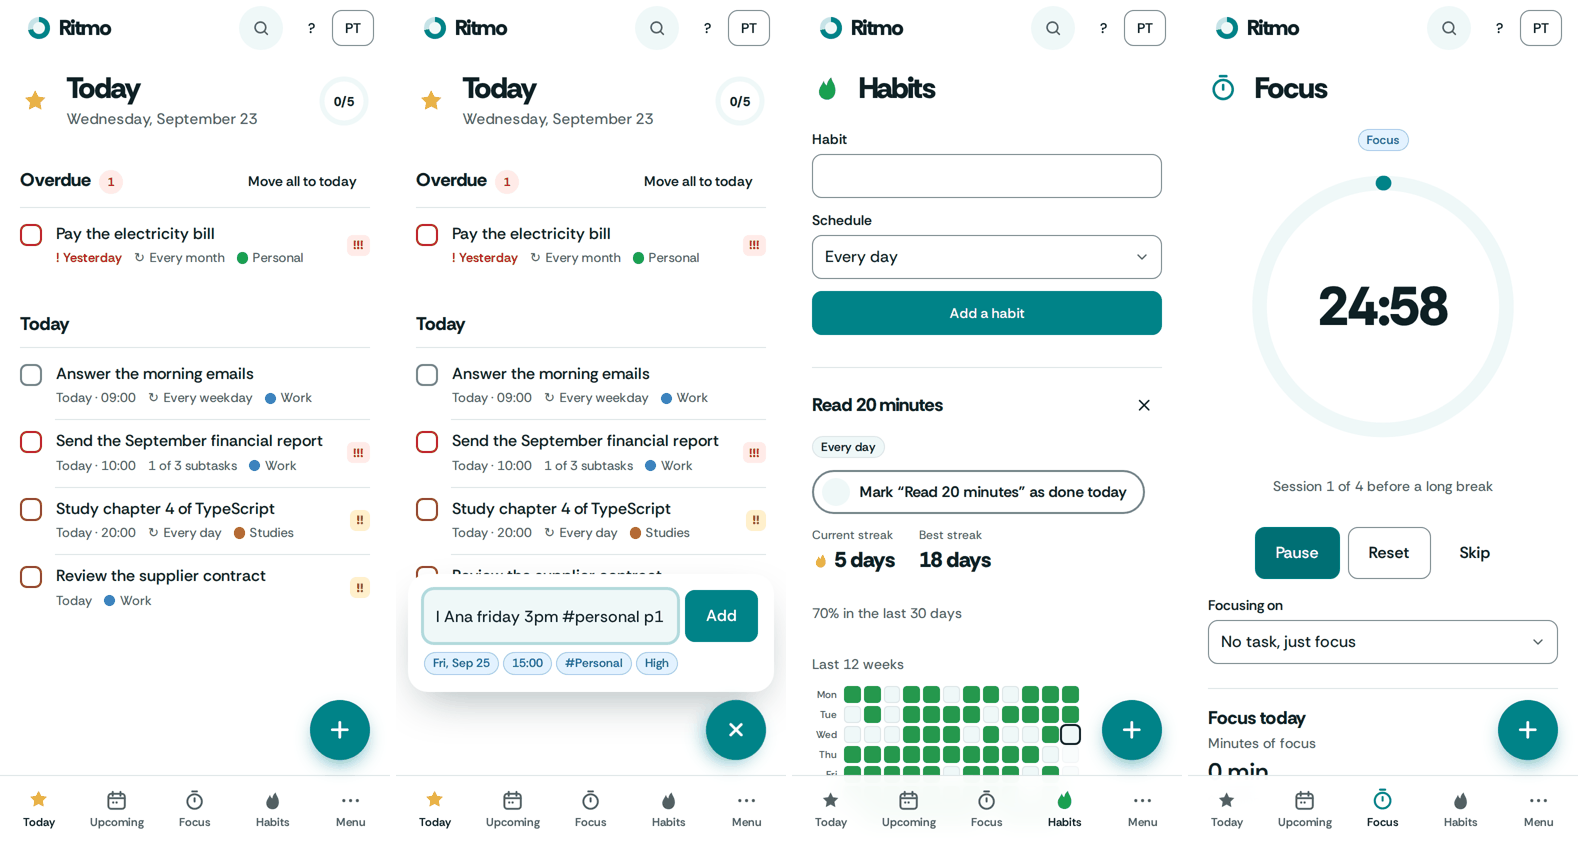 Ritmo
?
PT
Today
Wednesday, September 23
0/5
Overdue 1
Move all to today
Pay the electricity bill
! Yesterday ↻ Every month Personal
!!!
Today
Answer the morning emails
Today · 09:00 ↻ Every weekday Work
Send the September financial report
Today · 10:00 1 of 3 subtasks Work
!!!
Study chapter 4 of TypeScript
Today · 20:00 ↻ Every day Studies
!!
Review the supplier contract
Today Work
!!
Today
Upcoming
Focus
Habits
Menu
Ritmo
?
PT
Today
Wednesday, September 23
0/5
Overdue 1
Move all to today
Pay the electricity bill
! Yesterday ↻ Every month Personal
!!!
Today
Answer the morning emails
Today · 09:00 ↻ Every weekday Work
Send the September financial report
Today · 10:00 1 of 3 subtasks Work
!!!
Study chapter 4 of TypeScript
Today · 20:00 ↻ Every day Studies
!!
Review the supplier contract
l Ana friday 3pm #personal p1
Add
Fri, Sep 25
15:00
#Personal
High
Today
Upcoming
Focus
Habits
Menu
Ritmo
?
PT
Habits
Habit
Schedule
Every day
Add a habit
Read 20 minutes
Every day
Mark “Read 20 minutes” as done today
Current streak
5 days
Best streak
18 days
70% in the last 30 days
Last 12 weeks
Mon
Tue
Wed
Thu
Fri
Today
Upcoming
Focus
Habits
Menu
Ritmo
?
PT
Focus
Focus
24:58
Session 1 of 4 before a long break
Pause
Reset
Skip
Focusing on
No task, just focus
Focus today
Minutes of focus
0 min
Today
Upcoming
Focus
Habits
Menu